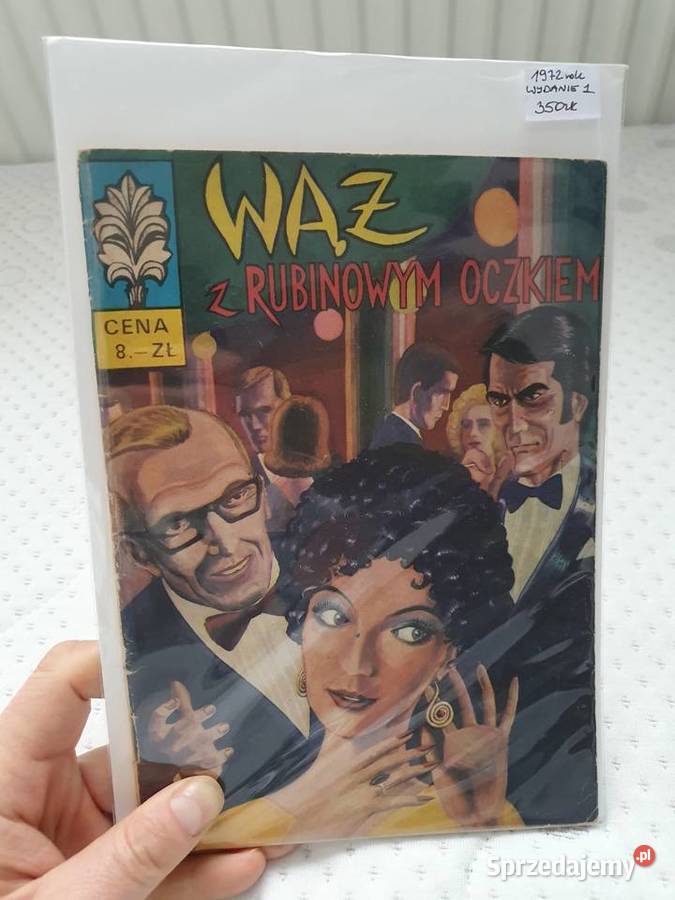 1972 rok
WYDANIE 1
350zł
WĄŻ
Z RUBINOWYM OCZKIEM
CENA
8.—ZŁ
Sprzedajemy.pl